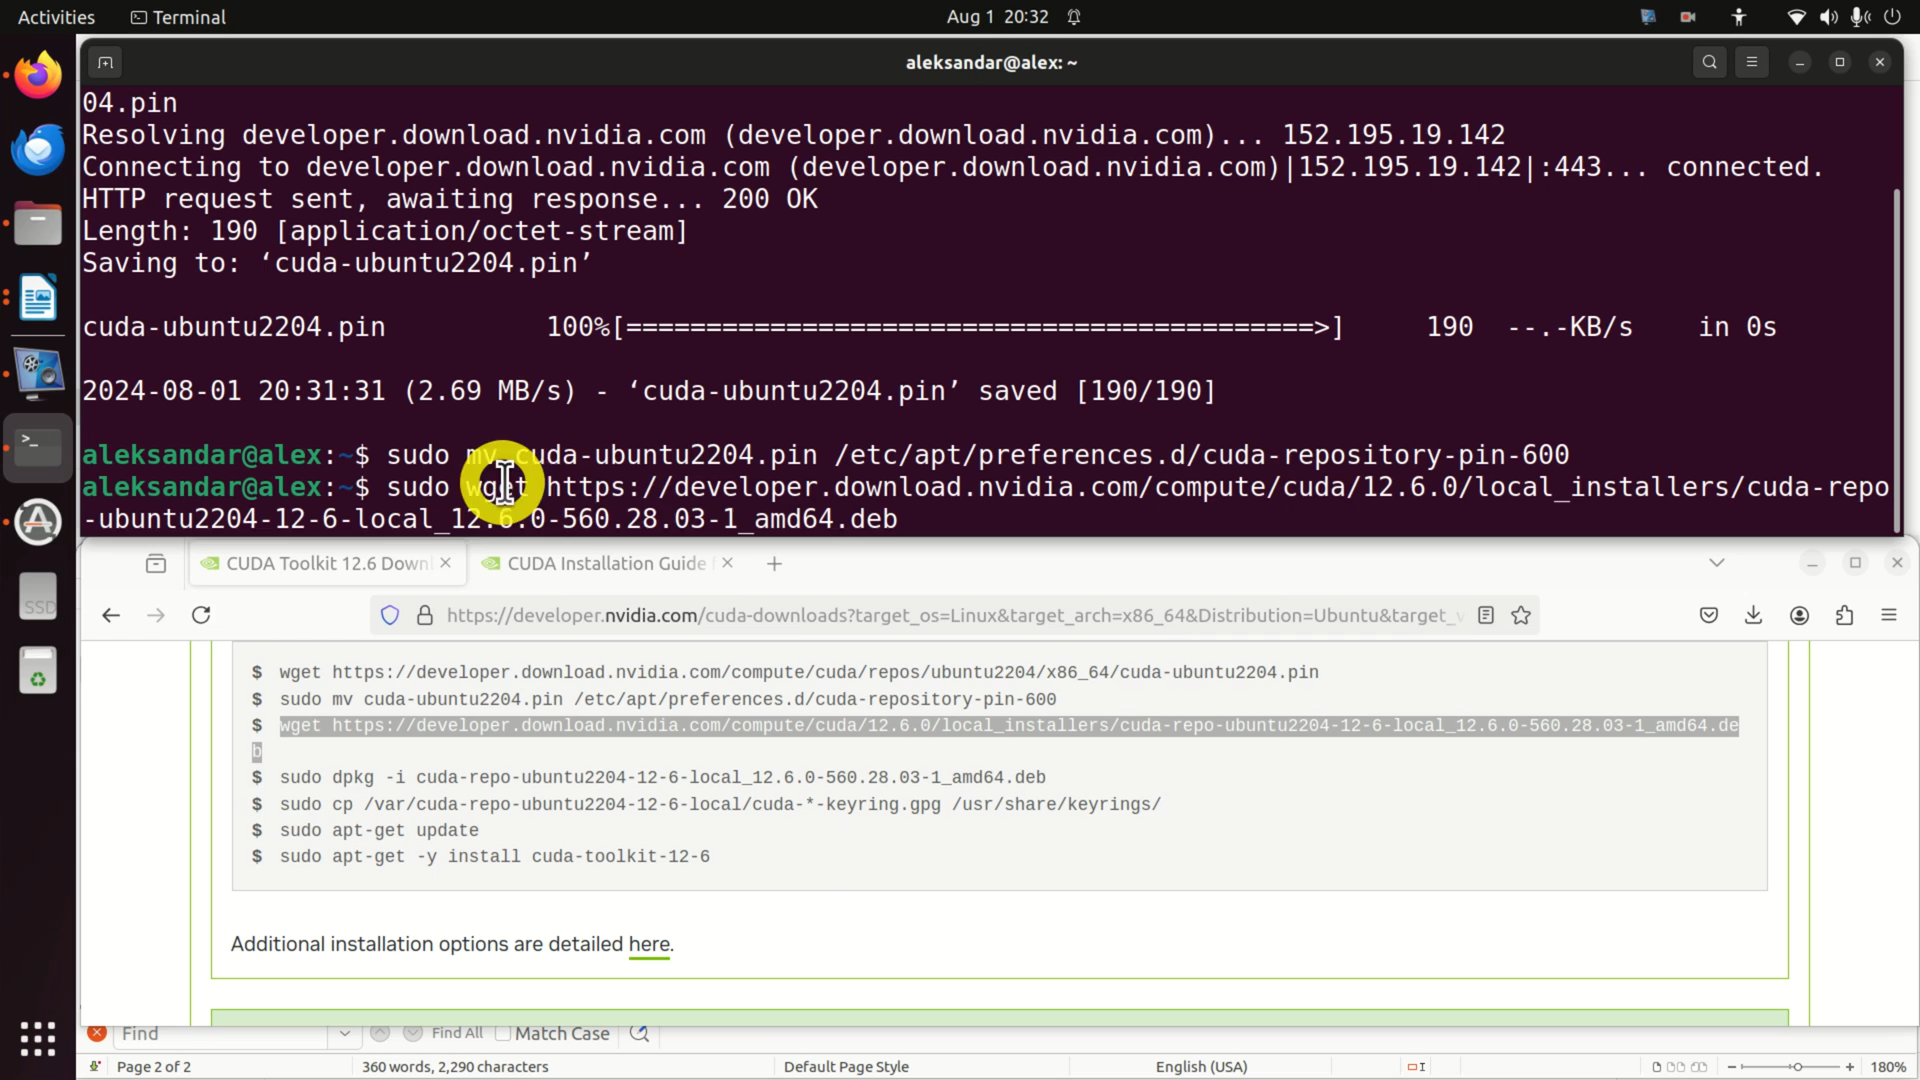 Activities
Terminal
Aug 1 20:32
aleksandar@alex: ~
04.pin
Resolving developer.download.nvidia.com (developer.download.nvidia.com)... 152.195.19.142
Connecting to developer.download.nvidia.com (developer.download.nvidia.com)|152.195.19.142|:443... connected.
HTTP request sent, awaiting response... 200 OK
Length: 190 [application/octet-stream]
Saving to: ‘cuda-ubuntu2204.pin’
cuda-ubuntu2204.pin 100%[===========================================>] 190 --.-KB/s in 0s
2024-08-01 20:31:31 (2.69 MB/s) - ‘cuda-ubuntu2204.pin’ saved [190/190]
aleksandar@alex:~$ sudo mv cuda-ubuntu2204.pin /etc/apt/preferences.d/cuda-repository-pin-600
aleksandar@alex:~$ sudo wget https://developer.download.nvidia.com/compute/cuda/12.6.0/local_installers/cuda-repo
-ubuntu2204-12-6-local_12.6.0-560.28.03-1_amd64.deb
CUDA Toolkit 12.6 Down
CUDA Installation Guide
https://developer.nvidia.com/cuda-downloads?target_os=Linux&target_arch=x86_64&Distribution=Ubuntu&target_v
$ wget https://developer.download.nvidia.com/compute/cuda/repos/ubuntu2204/x86_64/cuda-ubuntu2204.pin
$ sudo mv cuda-ubuntu2204.pin /etc/apt/preferences.d/cuda-repository-pin-600
$ wget https://developer.download.nvidia.com/compute/cuda/12.6.0/local_installers/cuda-repo-ubuntu2204-12-6-local_12.6.0-560.28.03-1_amd64.de
b
$ sudo dpkg -i cuda-repo-ubuntu2204-12-6-local_12.6.0-560.28.03-1_amd64.deb
$ sudo cp /var/cuda-repo-ubuntu2204-12-6-local/cuda-*-keyring.gpg /usr/share/keyrings/
$ sudo apt-get update
$ sudo apt-get -y install cuda-toolkit-12-6
SSD
Additional installation options are detailed here.
Find
Find All
Match Case
Page 2 of 2
360 words, 2,290 characters
Default Page Style
English (USA)
180%